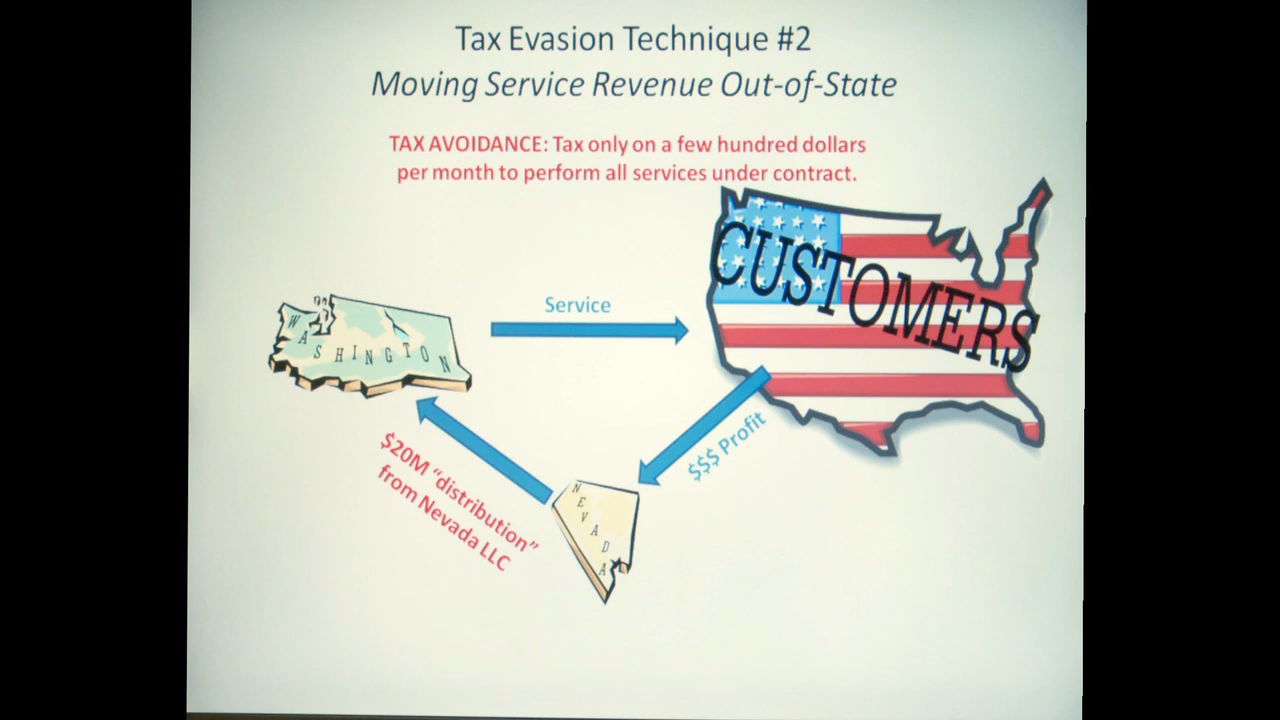 Tax Evasion Technique #2
Moving Service Revenue Out-of-State
TAX AVOIDANCE: Tax only on a few hundred dollars
per month to perform all services under contract.
CUSTOMERS
Service
WASHINGTON
$$$ Profit
$20M “distribution”
from Nevada LLC
NEVADA